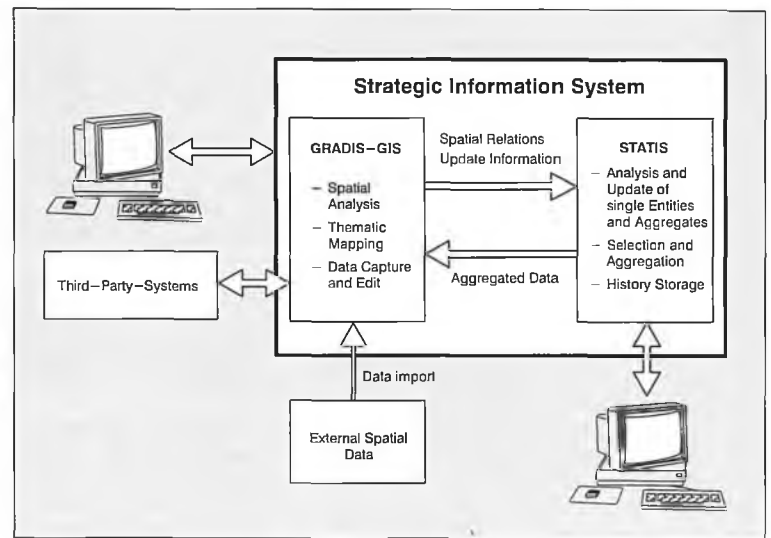 Strategic Information System
GRADIS–GIS
– Spatial
Analysis
– Thematic
Mapping
– Data Capture
and Edit
Spatial Relations
Update Information
Aggregated Data
STATIS
– Analysis and
Update of
single Entities
and Aggregates
– Selection and
Aggregation
– History Storage
Third–Party–Systems
Data import
External Spatial
Data